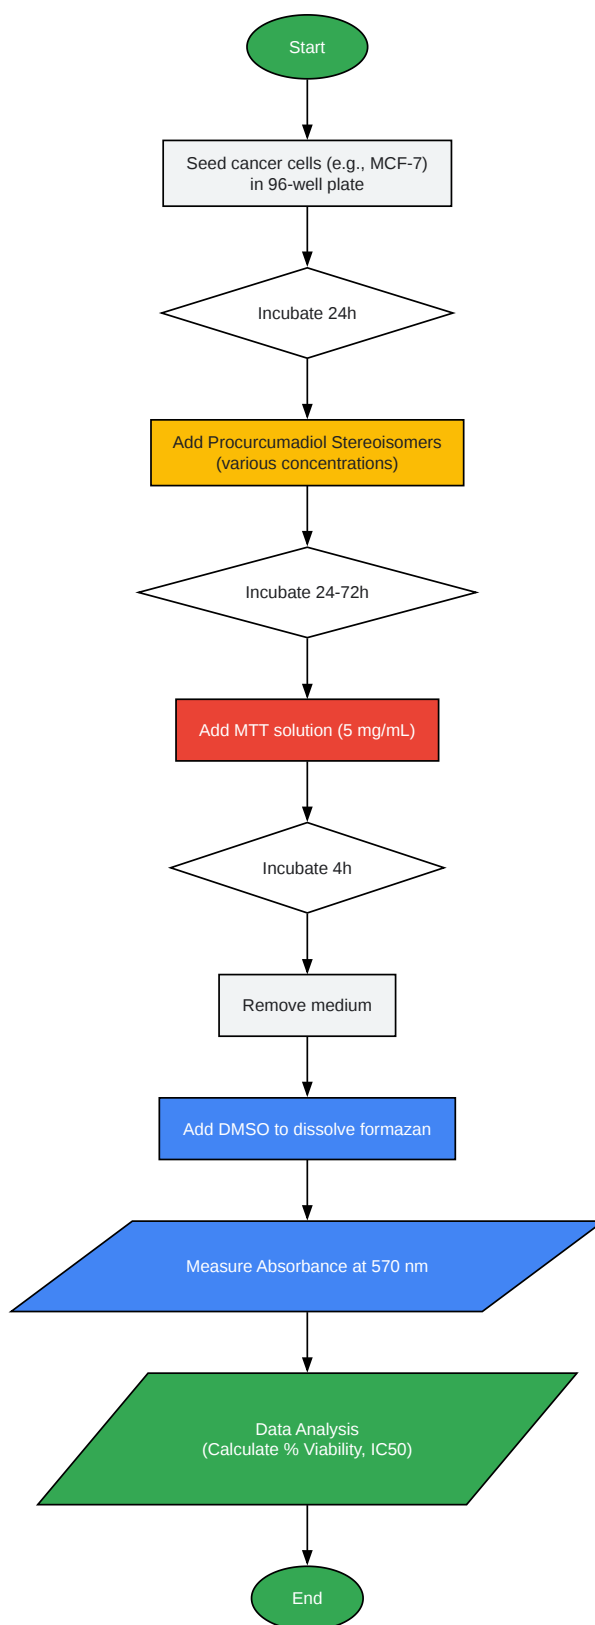 Start
Seed cancer cells (e.g., MCF-7)
in 96-well plate
Incubate 24h
Add Procurcumadiol Stereoisomers
(various concentrations)
Incubate 24-72h
Add MTT solution (5 mg/mL)
Incubate 4h
Remove medium
Add DMSO to dissolve formazan
Measure Absorbance at 570 nm
Data Analysis
(Calculate % Viability, IC50)
End